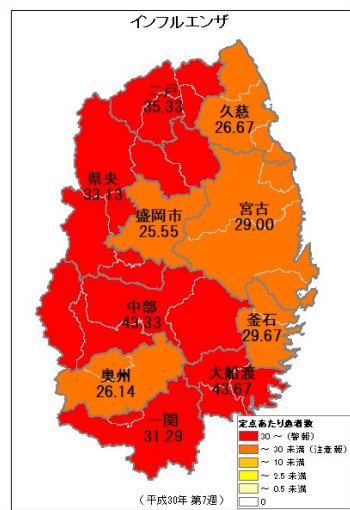 インフルエンザ
二戸
35.33
久慈
26.67
県央
33.13
盛岡市
25.55
宮古
29.00
中部
43.33
釜石
29.67
奥州
26.14
大船渡
43.67
一関
31.29
定点あたり患者数
30 ～ (警報)
～ 30 未満 (注意報)
～ 10 未満
～ 2.5 未満
～ 0.5 未満
0
(平成30年 第7週)